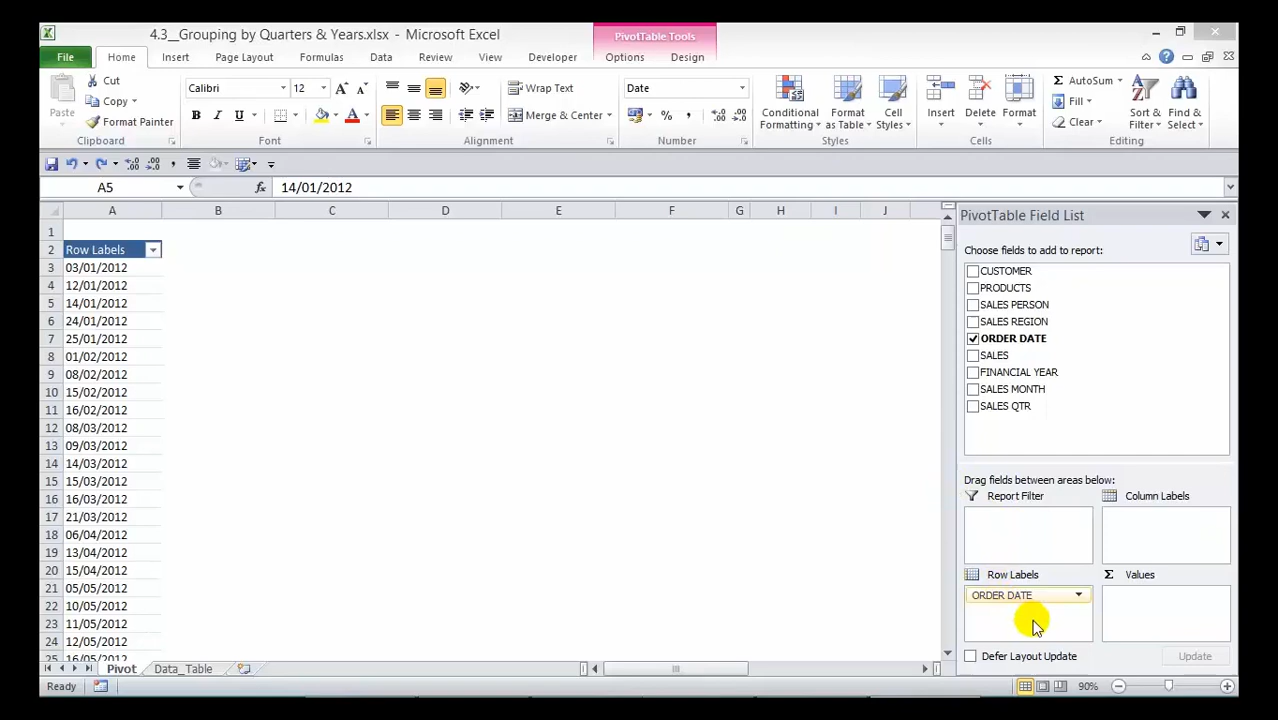 4.3__Grouping by Quarters & Years.xlsx - Microsoft Excel
PivotTable Tools
File Home Insert Page Layout Formulas Data Review View Developer Options Design
Paste
Cut
Copy
Format Painter
Clipboard
Calibri 12
B I U
Font
Wrap Text
Merge & Center
Alignment
Date
Number
Conditional Formatting
Format as Table
Cell Styles
Styles
Insert Delete Format
Cells
Σ AutoSum
Fill
Clear
Sort & Filter
Find & Select
Editing
A5 fx 14/01/2012
A B C D E F G H I J
1
2 Row Labels
3 03/01/2012
4 12/01/2012
5 14/01/2012
6 24/01/2012
7 25/01/2012
8 01/02/2012
9 08/02/2012
10 15/02/2012
11 16/02/2012
12 08/03/2012
13 09/03/2012
14 14/03/2012
15 15/03/2012
16 16/03/2012
17 21/03/2012
18 06/04/2012
19 13/04/2012
20 15/04/2012
21 05/05/2012
22 10/05/2012
23 11/05/2012
24 12/05/2012
25 16/05/2012
PivotTable Field List
Choose fields to add to report:
CUSTOMER
PRODUCTS
SALES PERSON
SALES REGION
ORDER DATE
SALES
FINANCIAL YEAR
SALES MONTH
SALES QTR
Drag fields between areas below:
Report Filter
Column Labels
Row Labels
Σ Values
ORDER DATE
Defer Layout Update
Update
Pivot Data_Table
Ready
90%